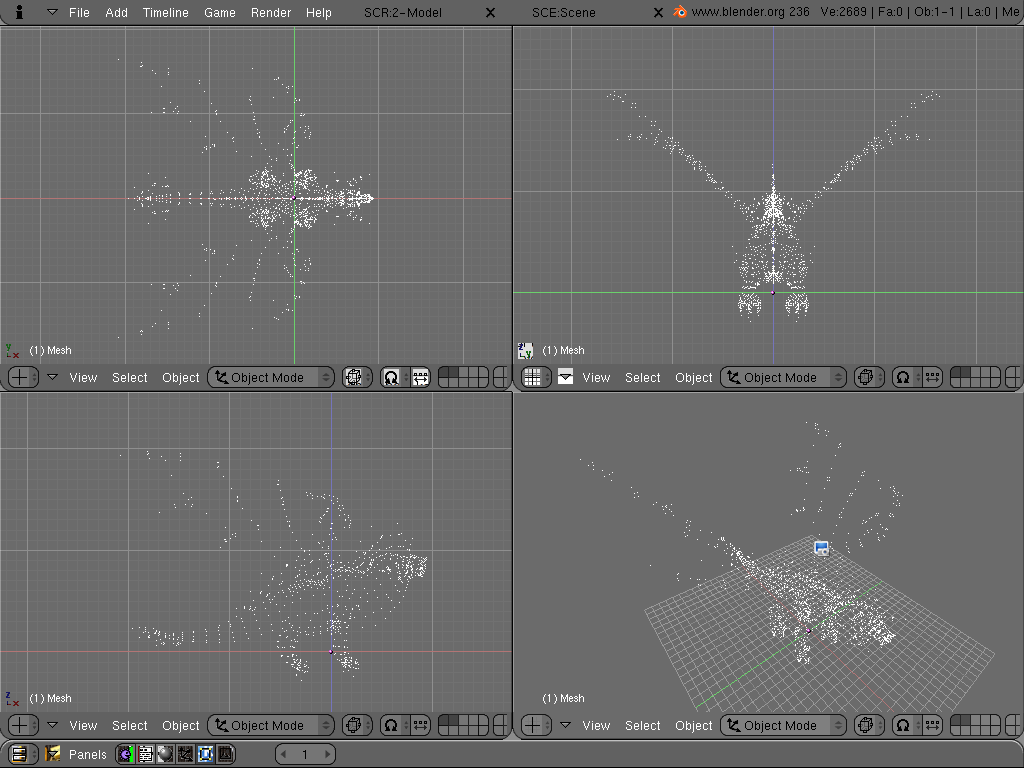 File Add Timeline Game Render Help SCR:2-Model SCE:Scene www.blender.org 236 Ve:2689 | Fa:0 | Ob:1-1 | La:0 | Me
y x
(1) Mesh
z y
(1) Mesh
View Select Object Object Mode
View Select Object Object Mode
z x
(1) Mesh
(1) Mesh
View Select Object Object Mode
View Select Object Object Mode
Panels 1